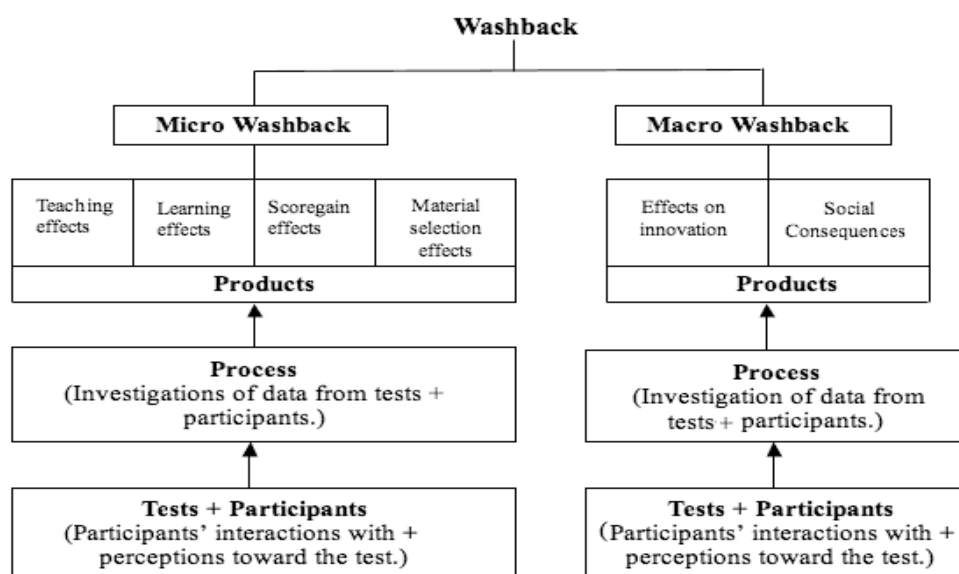 Washback
Micro Washback
Macro Washback
Teaching
effects
Learning
effects
Scoregain
effects
Material
selection
effects
Effects on
innovation
Social
Consequences
Products
Products
Process
(Investigations of data from tests +
participants.)
Process
(Investigation of data from
tests + participants.)
Tests + Participants
(Participants’ interactions with +
perceptions toward the test.)
Tests + Participants
(Participants’ interactions with +
perceptions toward the test.)